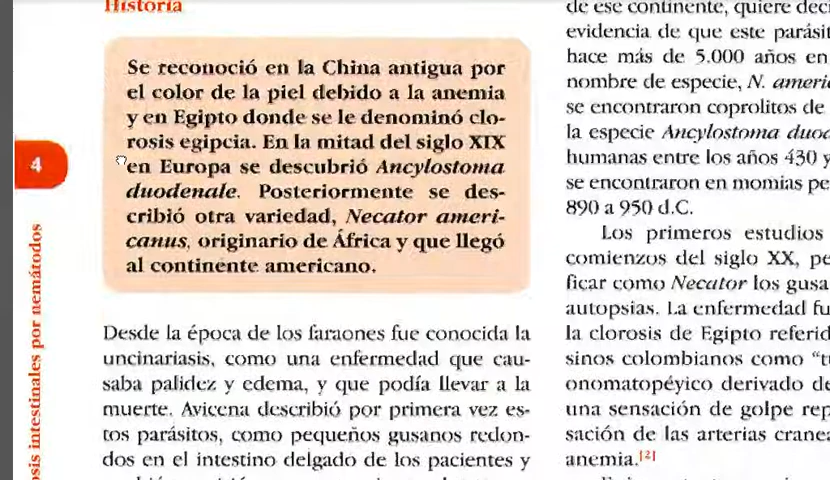 Historia
Se reconoció en la China antigua por
el color de la piel debido a la anemia
y en Egipto donde se le denominó clo-
rosis egipcia. En la mitad del siglo XIX
en Europa se descubrió Ancylostoma
duodenale. Posteriormente se des-
cribió otra variedad, Necator ameri-
canus, originario de África y que llegó
al continente americano.
Desde la época de los faraones fue conocida la
uncinariasis, como una enfermedad que cau-
saba palidez y edema, y que podía llevar a la
muerte. Avicena describió por primera vez es-
tos parásitos, como pequeños gusanos redon-
dos en el intestino delgado de los pacientes y
de ese continente, quiere deci
evidencia de que este parásit
hace más de 5.000 años en
nombre de especie, N. americ
se encontraron coprolitos de
la especie Ancylostoma duod
humanas entre los años 430 y
se encontraron en momias pe
890 a 950 d.C.
Los primeros estudios
comienzos del siglo XX, pe
ficar como Necator los gusa
autopsias. La enfermedad fu
la clorosis de Egipto referid
sinos colombianos como “tu
onomatopéyico derivado de
una sensación de golpe rep
sación de las arterias cranea
anemia.[2]
4
osis intestinales por nemátodos